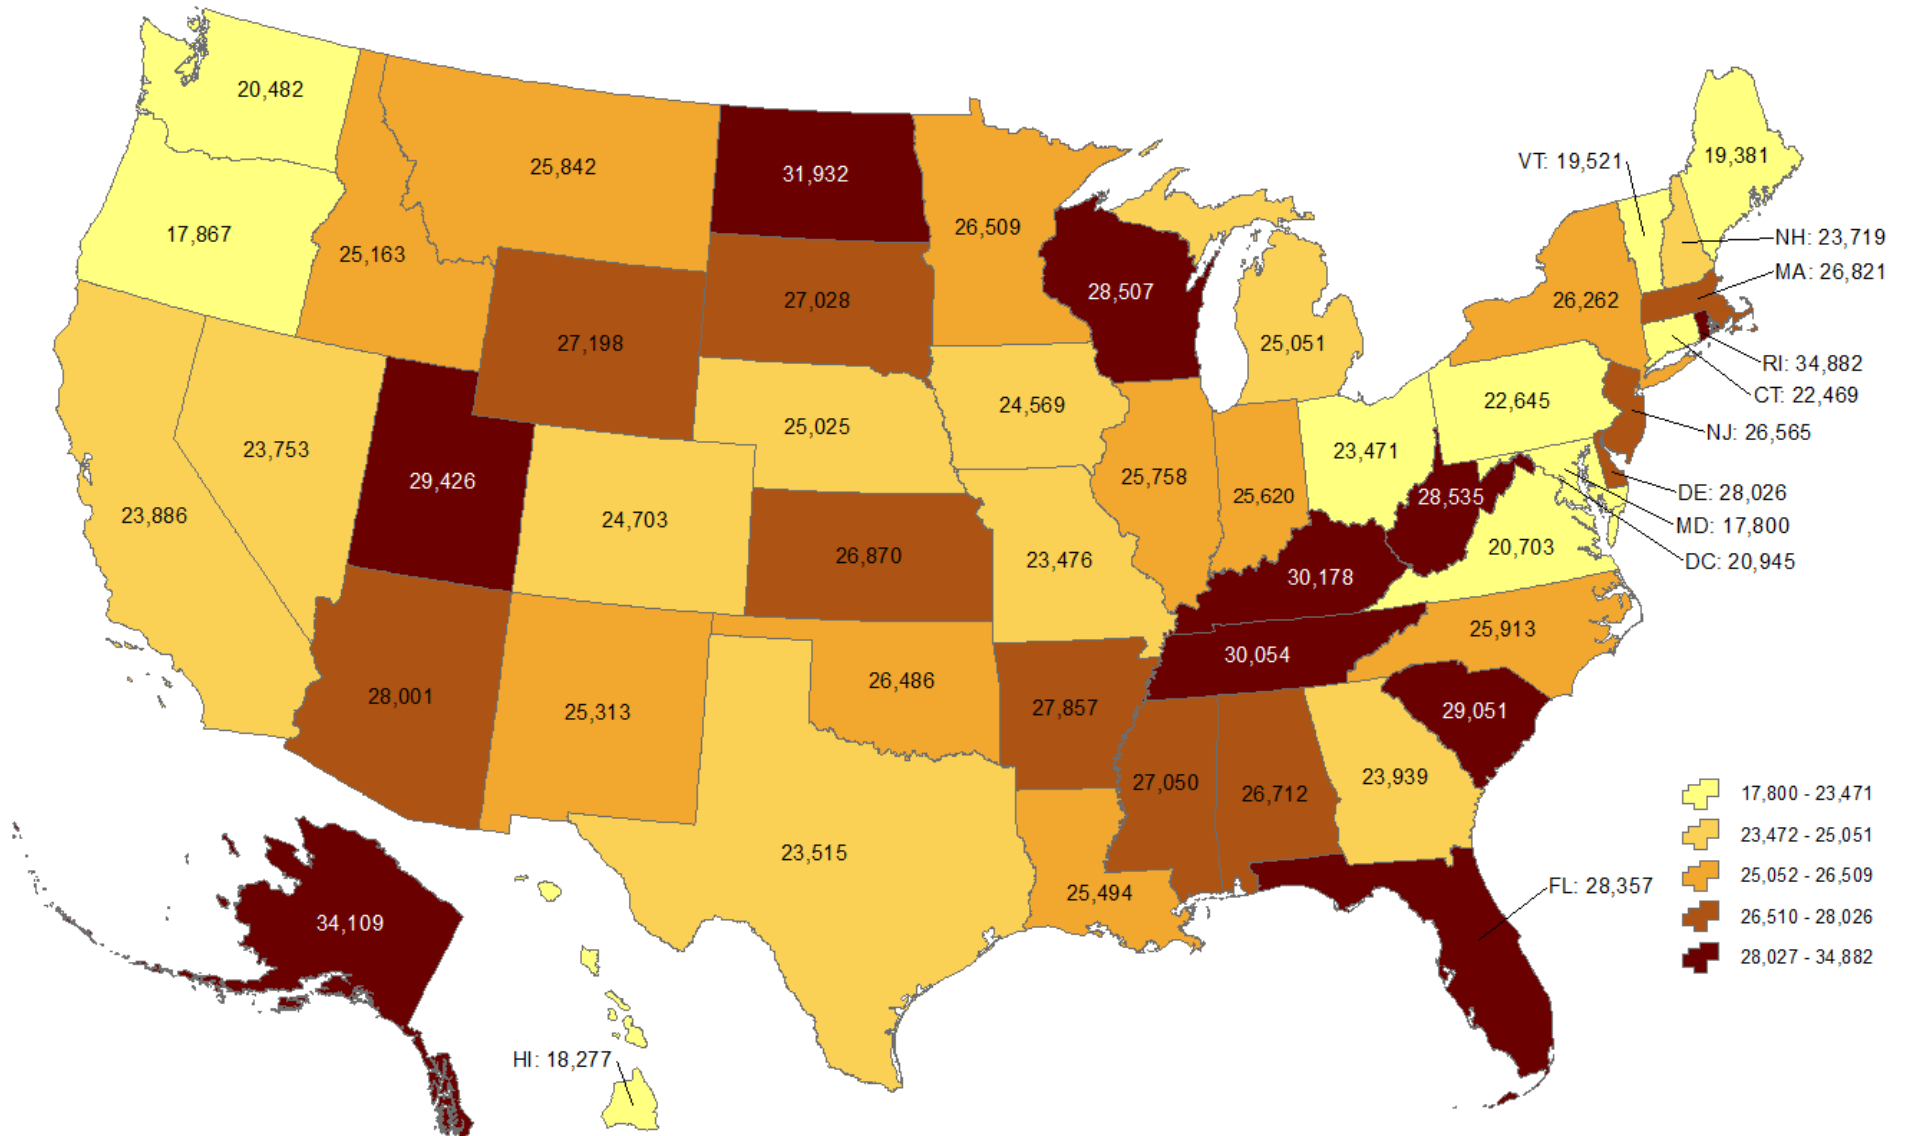 20,482
19,381
VT: 19,521
25,842
31,932
26,509
17,867
NH: 23,719
25,163
MA: 26,821
28,507
27,028
26,262
27,198
25,051
RI: 34,882
CT: 22,469
24,569
22,645
25,025
NJ: 26,565
23,753
23,471
29,426
25,758
25,620
28,535
DE: 28,026
23,886
24,703
MD: 17,800
20,703
26,870
23,476
DC: 20,945
30,178
25,913
30,054
26,486
28,001
25,313
27,857
29,051
23,939
27,050
26,712
17,800 - 23,471
23,472 - 25,051
23,515
25,052 - 26,509
25,494
FL: 28,357
26,510 - 28,026
34,109
28,027 - 34,882
HI: 18,277